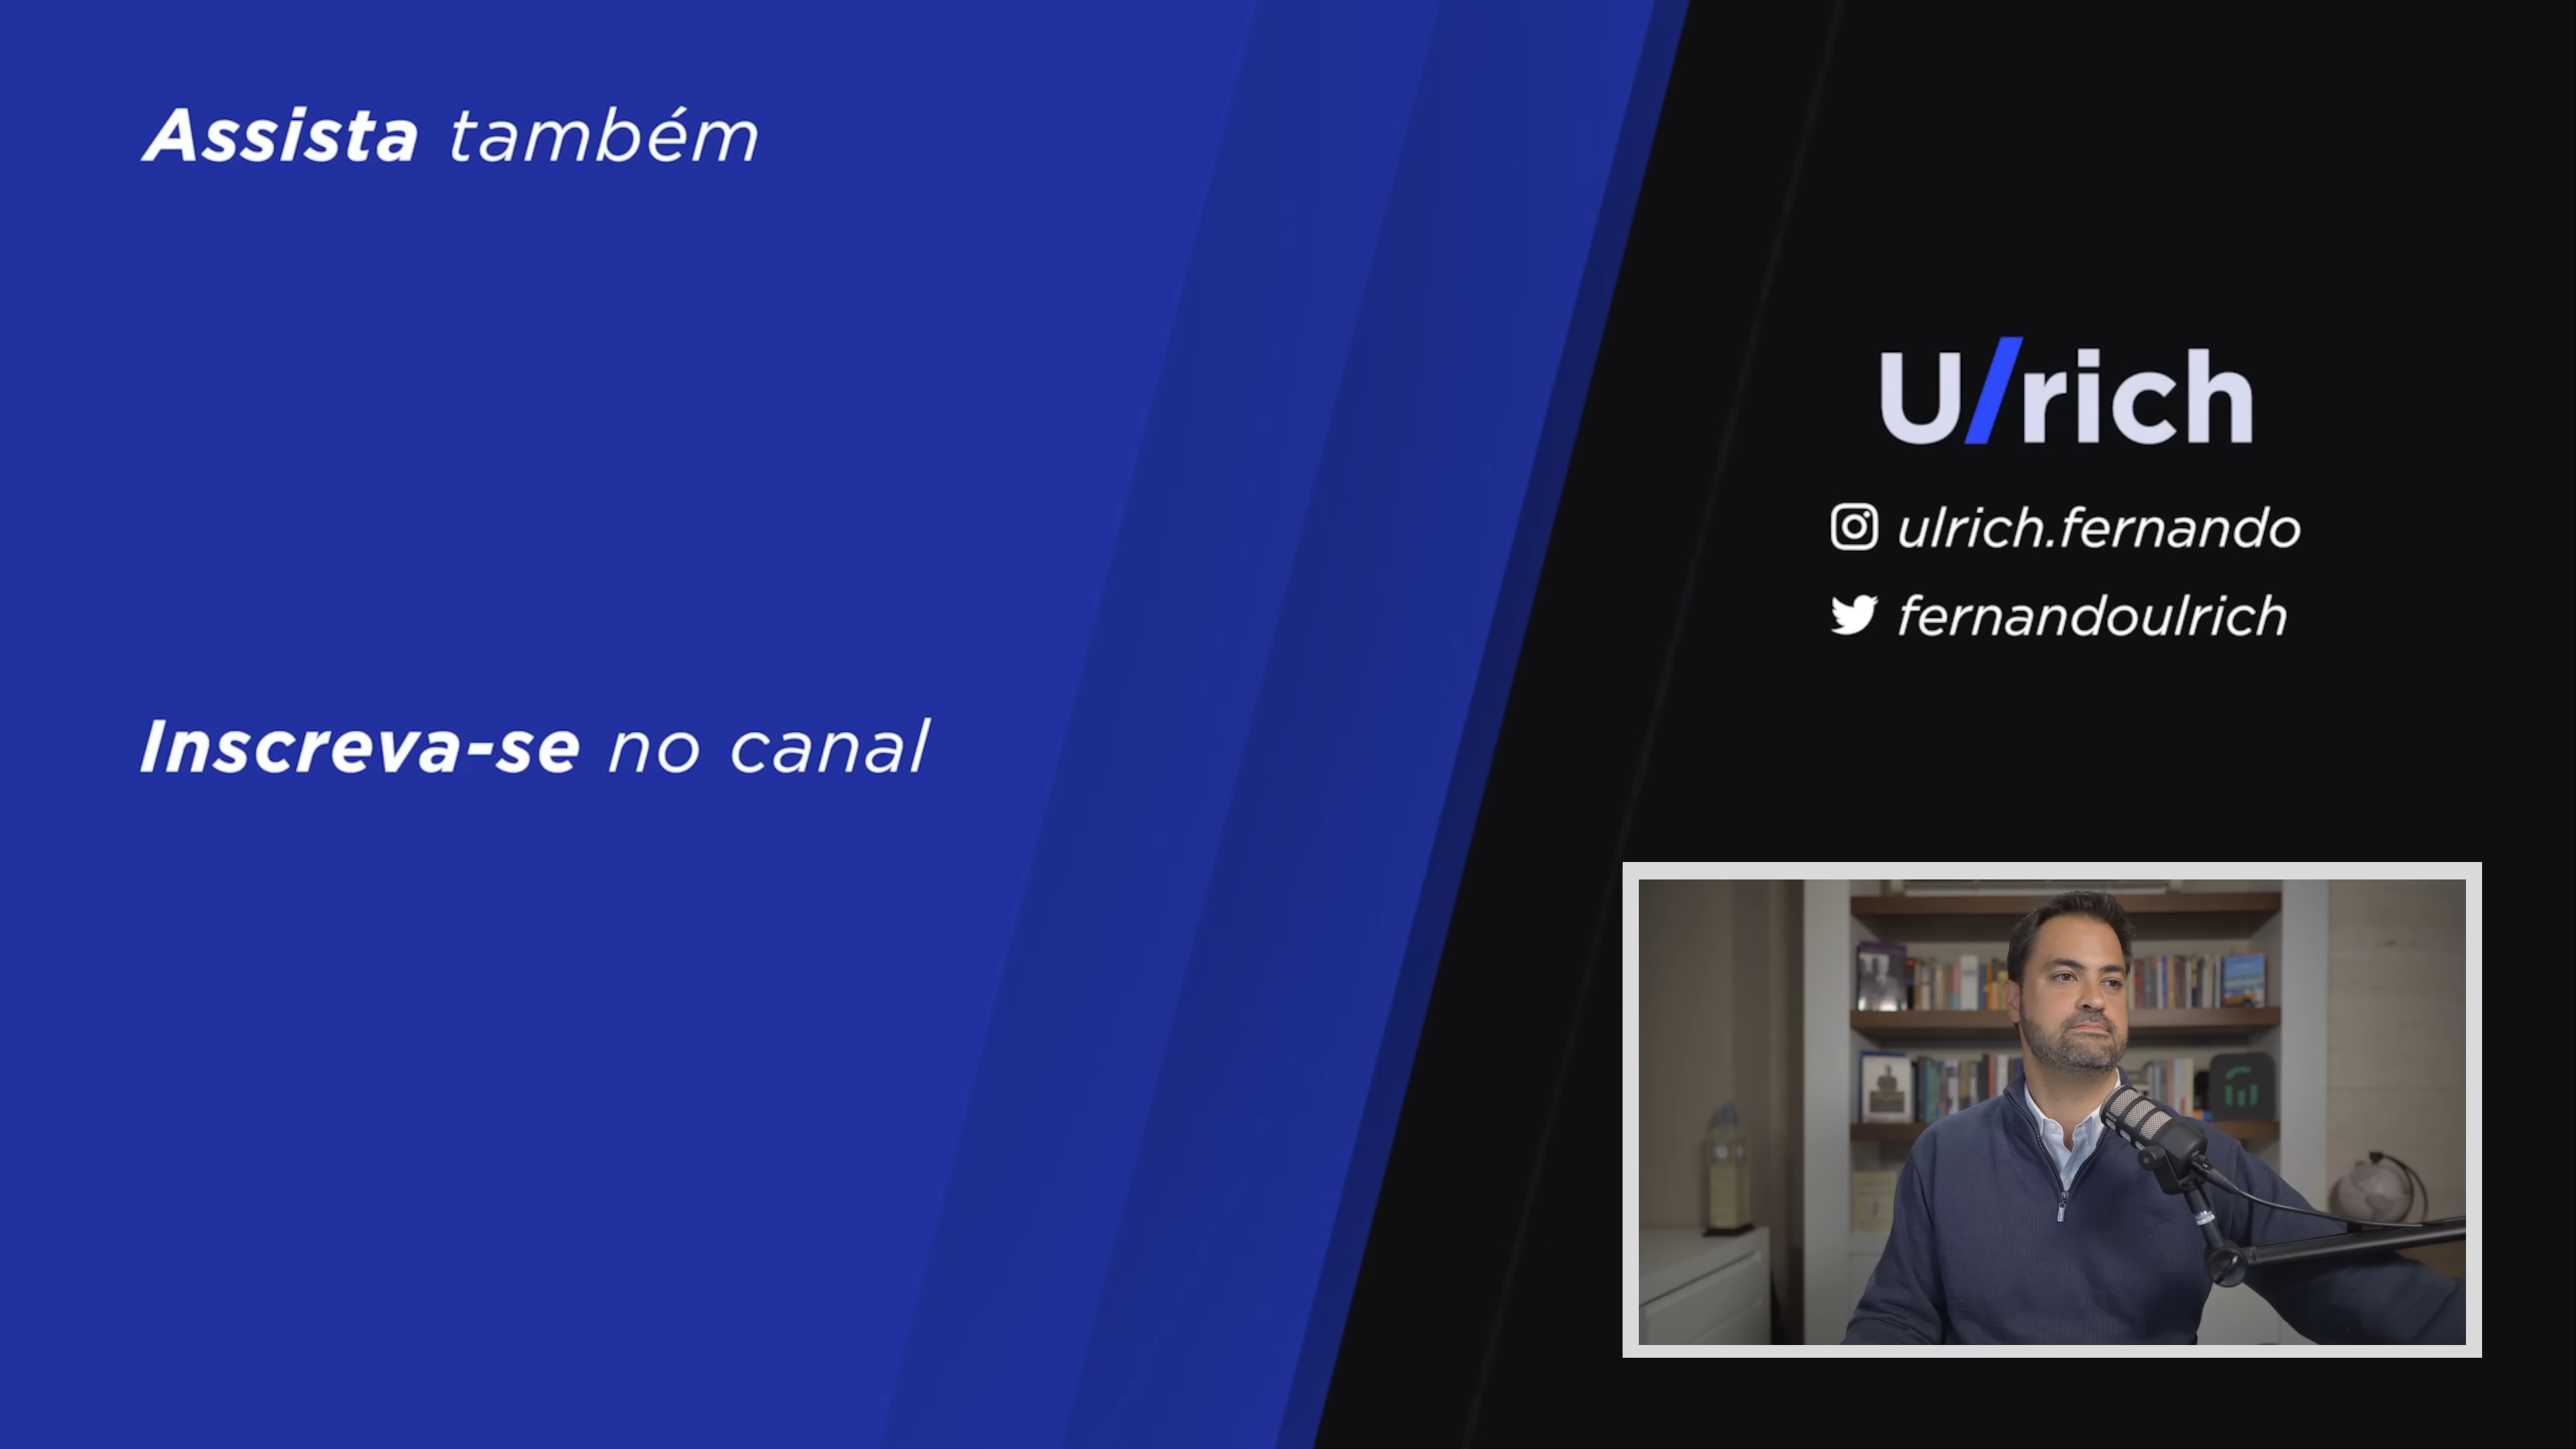 Assista também
Inscreva-se no canal
U/rich
ulrich.fernando
fernandoulrich